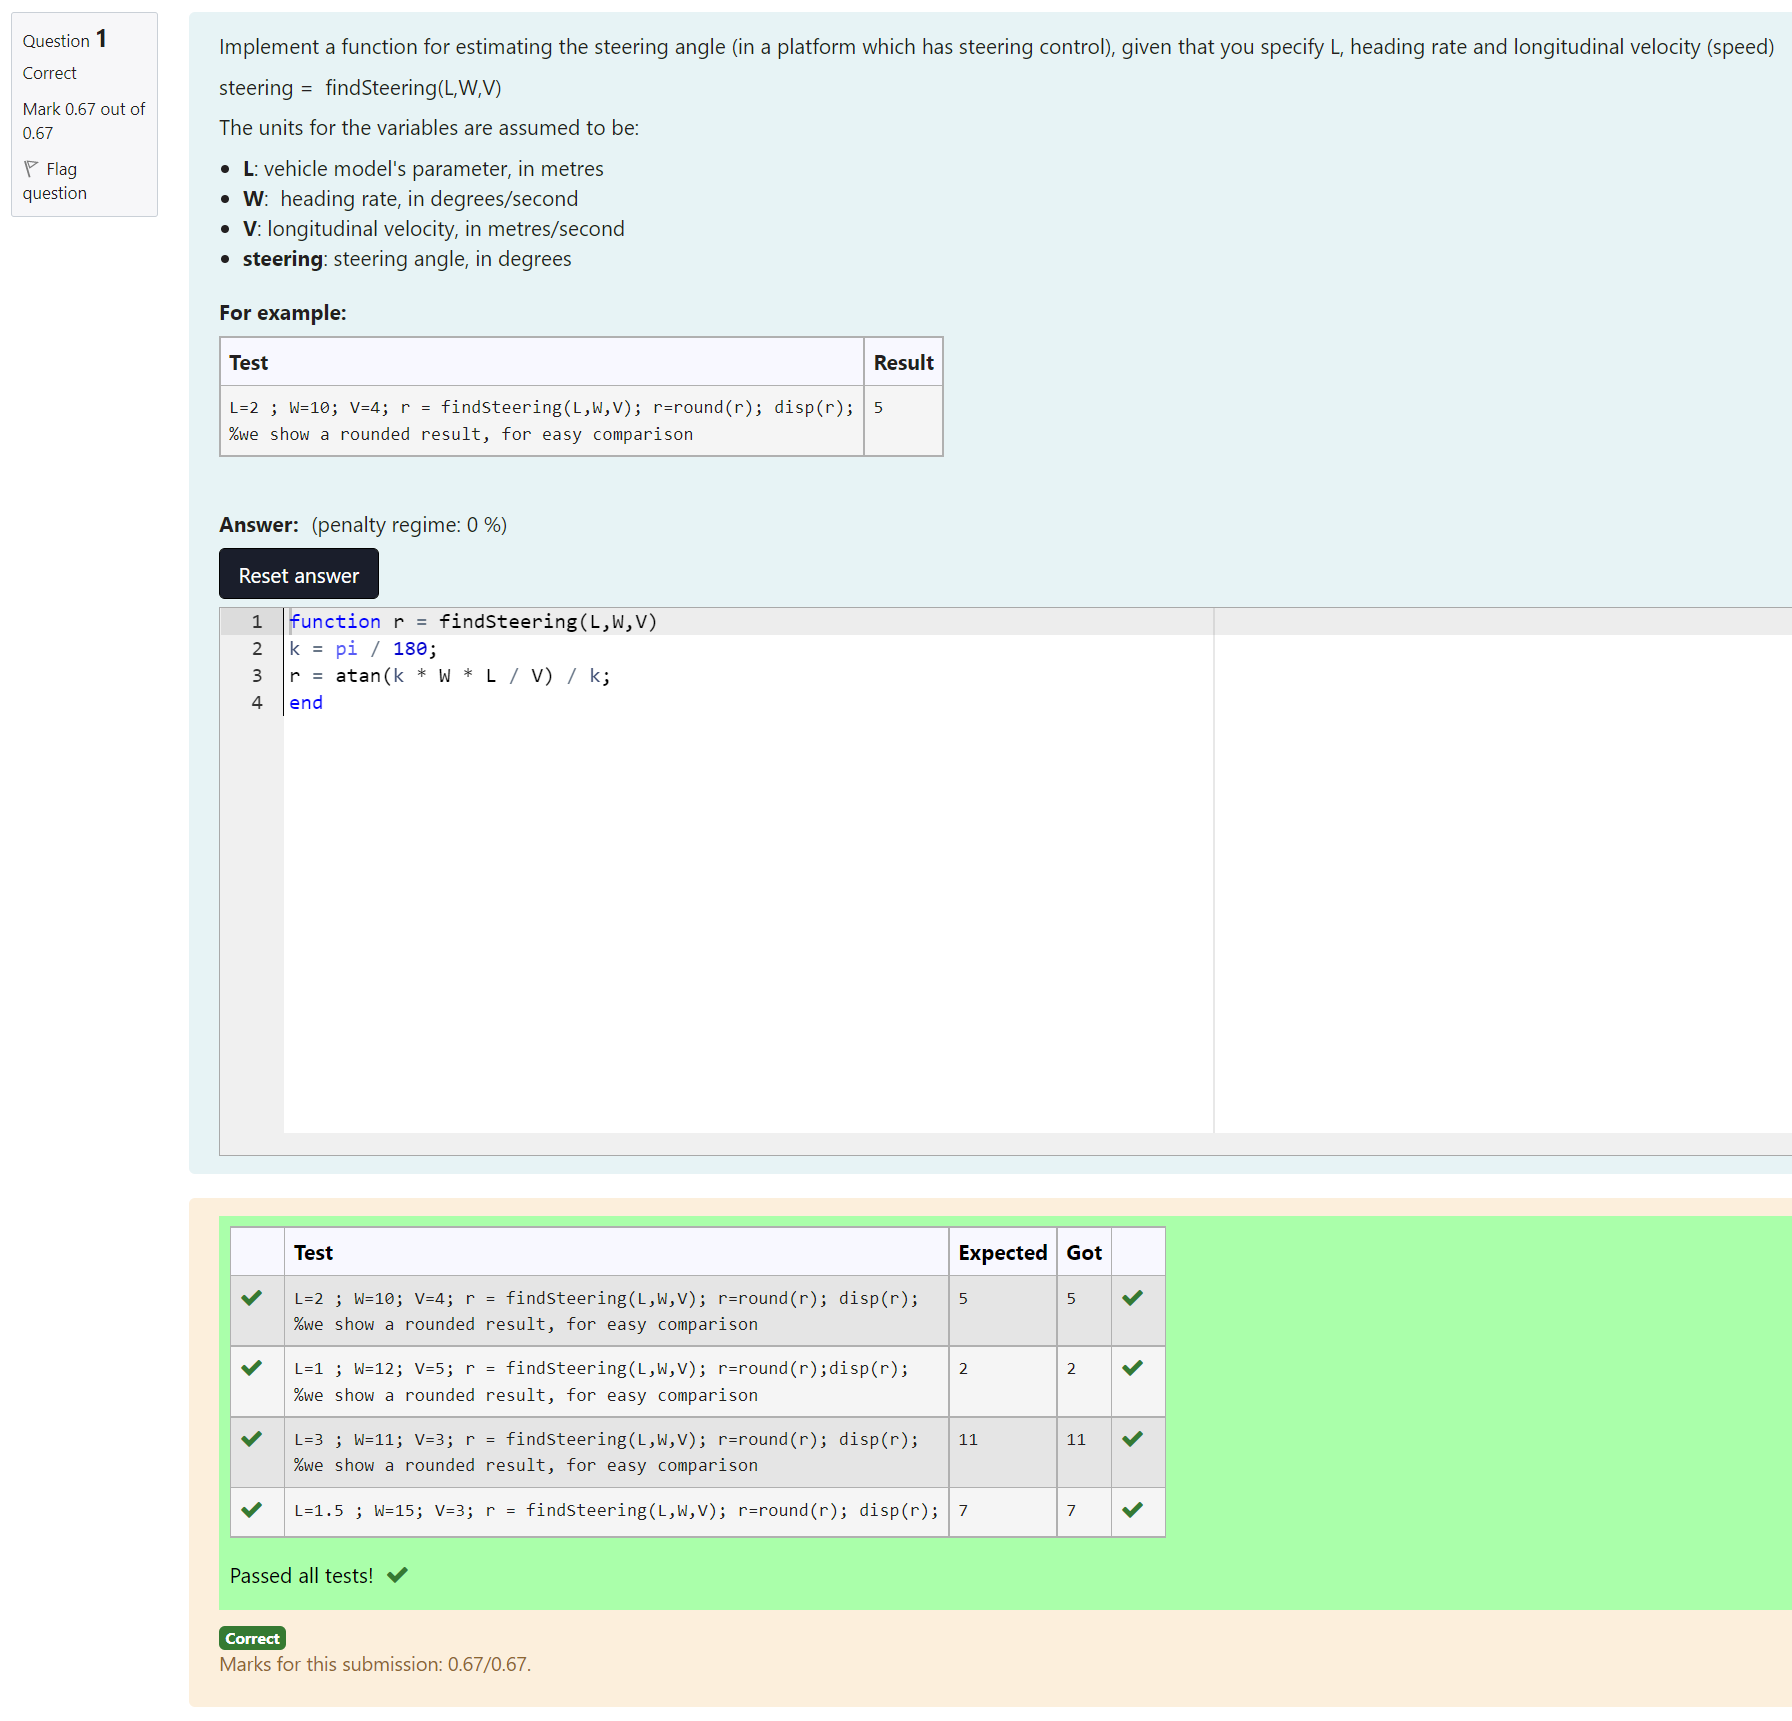 Question 1
Correct
Mark 0.67 out of
0.67
Flag
question
Implement a function for estimating the steering angle (in a platform which has steering control), given that you specify L, heading rate and longitudinal velocity (speed)
steering = findSteering(L,W,V)
The units for the variables are assumed to be:
L: vehicle model's parameter, in metres
W: heading rate, in degrees/second
V: longitudinal velocity, in metres/second
steering: steering angle, in degrees
For example:
Test Result
L=2 ; W=10; V=4; r = findSteering(L,W,V); r=round(r); disp(r); 5
%we show a rounded result, for easy comparison
Answer: (penalty regime: 0 %)
Reset answer
1 function r = findSteering(L,W,V)
2 k = pi / 180;
3 r = atan(k * W * L / V) / k;
4 end
Test Expected Got
L=2 ; W=10; V=4; r = findSteering(L,W,V); r=round(r); disp(r); 5 5
%we show a rounded result, for easy comparison
L=1 ; W=12; V=5; r = findSteering(L,W,V); r=round(r);disp(r); 2 2
%we show a rounded result, for easy comparison
L=3 ; W=11; V=3; r = findSteering(L,W,V); r=round(r); disp(r); 11 11
%we show a rounded result, for easy comparison
L=1.5 ; W=15; V=3; r = findSteering(L,W,V); r=round(r); disp(r); 7 7
Passed all tests!
Correct
Marks for this submission: 0.67/0.67.